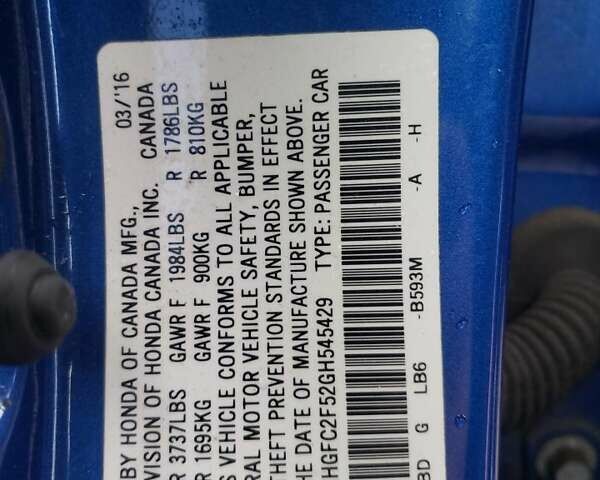 BY HONDA OF CANADA MFG., 03/'16
VISION OF HONDA CANADA INC. CANADA
R 3737LBS GAWR F 1984LBS R 1786LBS
R 1695KG GAWR F 900KG R 810KG
S VEHICLE CONFORMS TO ALL APPLICABLE
RAL MOTOR VEHICLE SAFETY, BUMPER,
THEFT PREVENTION STANDARDS IN EFFECT
HE DATE OF MANUFACTURE SHOWN ABOVE.
HGFC2F52GH545429 TYPE: PASSENGER CAR
BD G LB6 -B593M -A -H